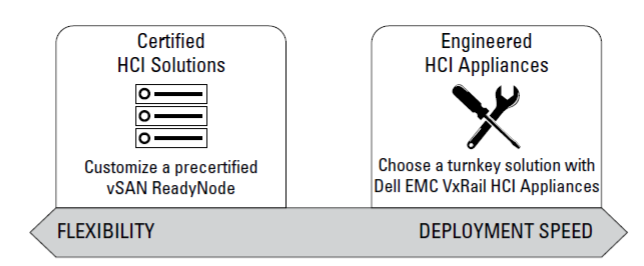 Certified
HCI Solutions
Customize a precertified
vSAN ReadyNode
Engineered
HCI Appliances
Choose a turnkey solution with
Dell EMC VxRail HCI Appliances
FLEXIBILITY
DEPLOYMENT SPEED